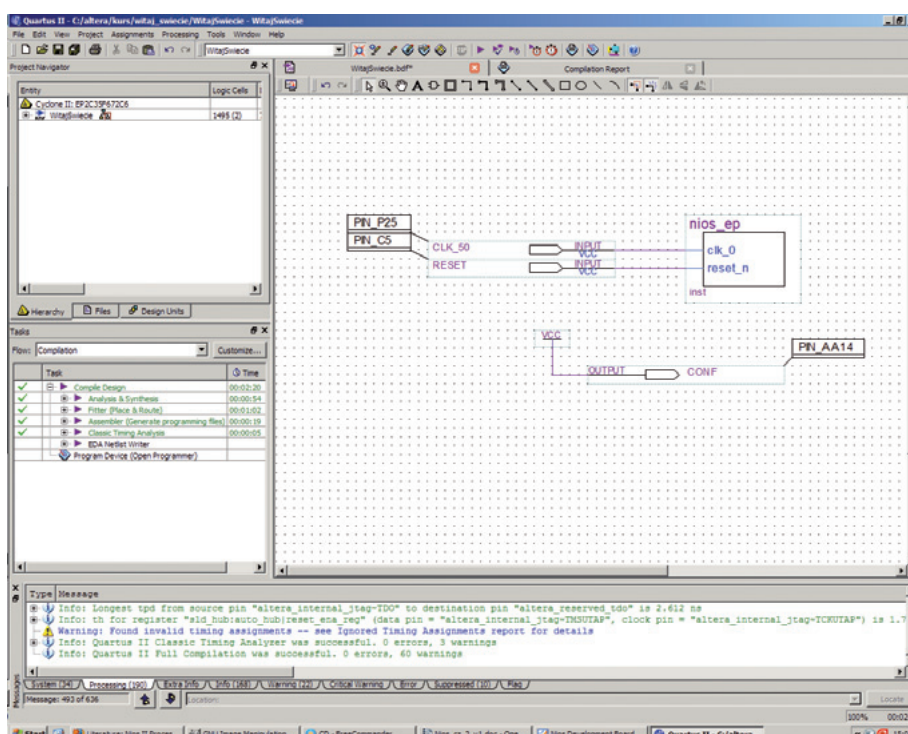 Quartus II - C:/altera/kurs/witaj_swiecie/WitajSwiecie - WitajSwiecie
File Edit View Project Assignments Processing Tools Window Help
WitajSwiecie
Project Navigator
WitajSwiecie.bdf*
Compilation Report
Entity Logic Cells
Cyclone II: EP2C35F672C6
WitajSwiecie 1495 (2)
Hierarchy Files Design Units
Tasks
Flow: Compilation Customize...
Task Time
Compile Design 00:02:20
Analysis & Synthesis 00:00:54
Fitter (Place & Route) 00:01:02
Assembler (Generate programming files) 00:00:19
Classic Timing Analysis 00:00:05
EDA Netlist Writer
Program Device (Open Programmer)
PIN_P25
PIN_C5
CLK_50 INPUT
VCC
RESET INPUT
VCC
nios_ep
clk_0
reset_n
inst
VCC
PIN_AA14
OUTPUT CONF
Type Message
Info: Longest tpd from source pin "altera_internal_jtag~TDO" to destination pin "altera_reserved_tdo" is 2.612 ns
Info: th for register "sld_hub:auto_hub|reset_ena_reg" (data pin = "altera_internal_jtag~TMSUTAP", clock pin = "altera_internal_jtag~TCKUTAP") is 1.7
Warning: Found invalid timing assignments -- see Ignored Timing Assignments report for details
Info: Quartus II Classic Timing Analyzer was successful. 0 errors, 3 warnings
Info: Quartus II Full Compilation was successful. 0 errors, 60 warnings
System (34) Processing (190) Extra Info Info (168) Warning (22) Critical Warning Error Suppressed (10) Flag
Messages
Message: 493 of 636 Location: Locate
100% 00:02